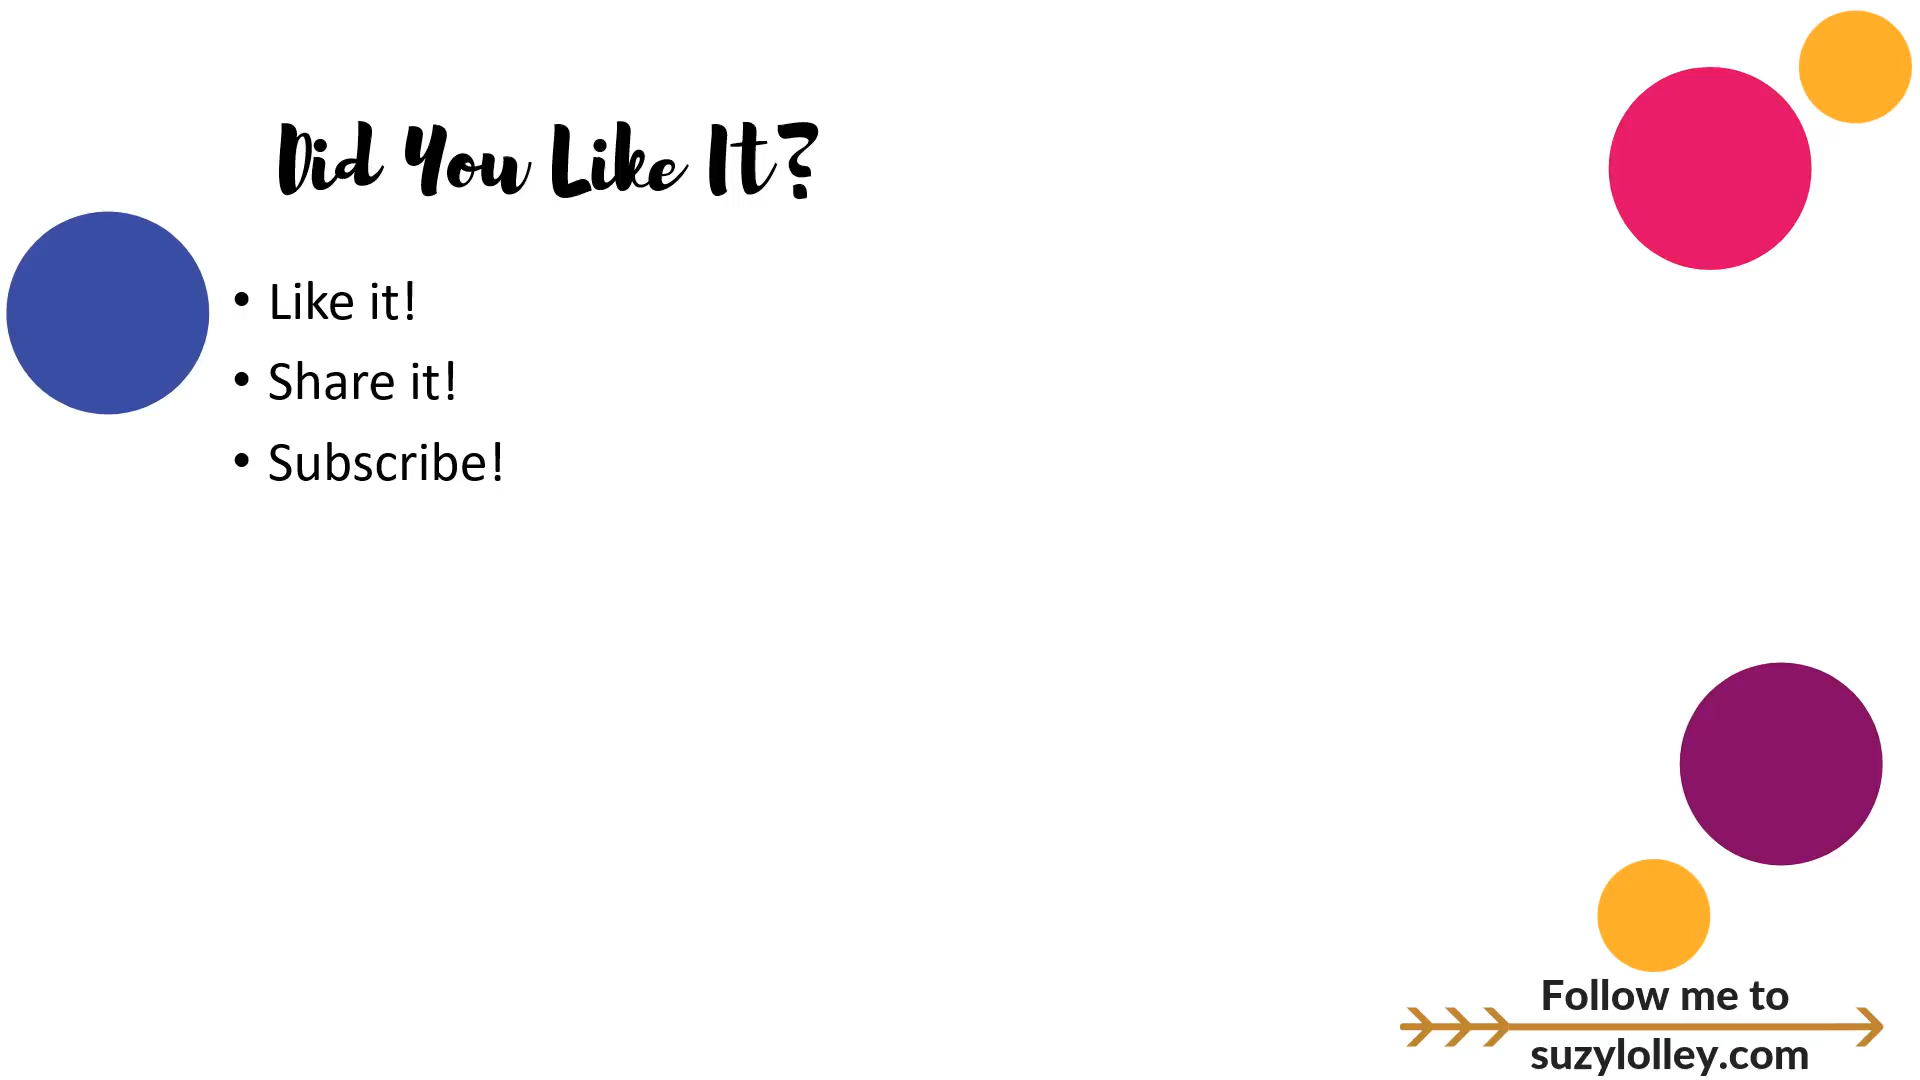 Did You Like It?
• Like it!
• Share it!
• Subscribe!
Follow me to
suzylolley.com